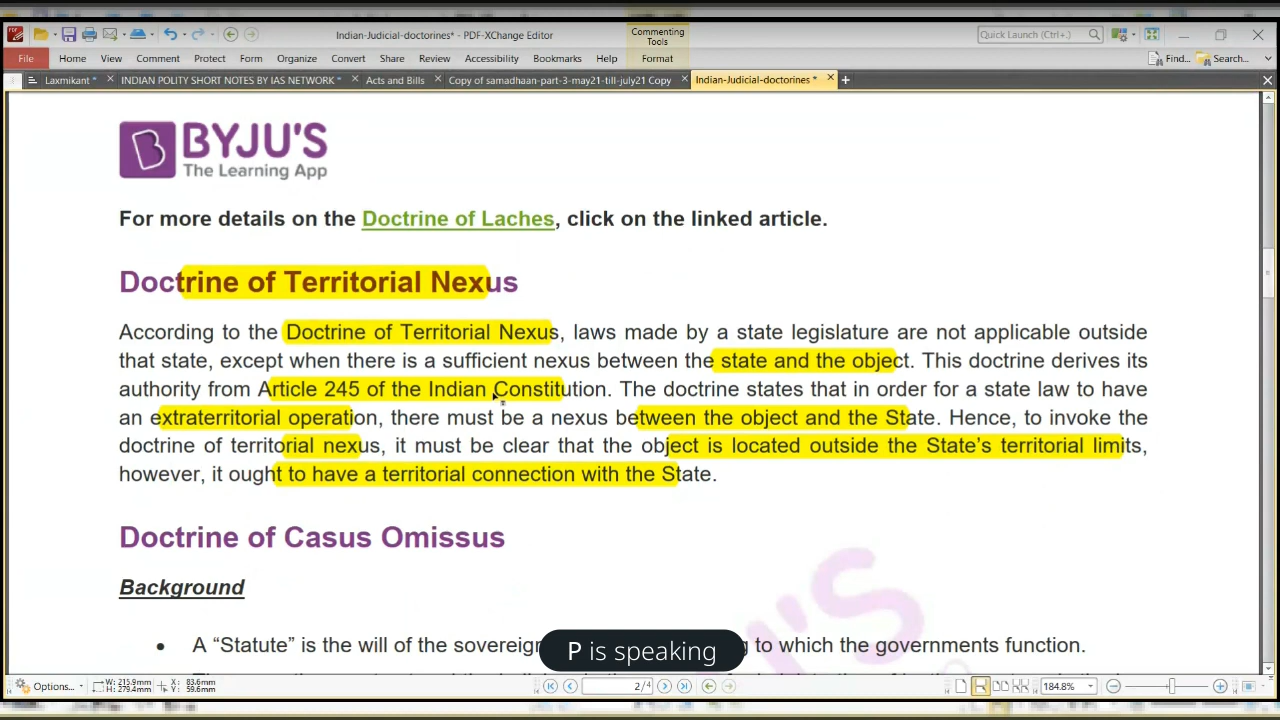 Indian-Judicial-doctorines* - PDF-XChange Editor
Commenting Tools
Quick Launch (Ctrl+.)
File Home View Comment Protect Form Organize Convert Share Review Accessibility Bookmarks Help Format Find... Search...
Laxmikant * INDIAN POLITY SHORT NOTES BY IAS NETWORK * Acts and Bills Copy of samadhaan-part-3-may21-till-july21 Copy Indian-Judicial-doctorines *
BYJU'S
The Learning App
For more details on the Doctrine of Laches, click on the linked article.
Doctrine of Territorial Nexus
According to the Doctrine of Territorial Nexus, laws made by a state legislature are not applicable outside
that state, except when there is a sufficient nexus between the state and the object. This doctrine derives its
authority from Article 245 of the Indian Constitution. The doctrine states that in order for a state law to have
an extraterritorial operation, there must be a nexus between the object and the State. Hence, to invoke the
doctrine of territorial nexus, it must be clear that the object is located outside the State's territorial limits,
however, it ought to have a territorial connection with the State.
Doctrine of Casus Omissus
Background
• A “Statute” is the will of the sovereign to which the governments function.
P is speaking
Options... W: 215.9mm H: 279.4mm X: 83.6mm Y: 59.6mm 2/4 184.8%